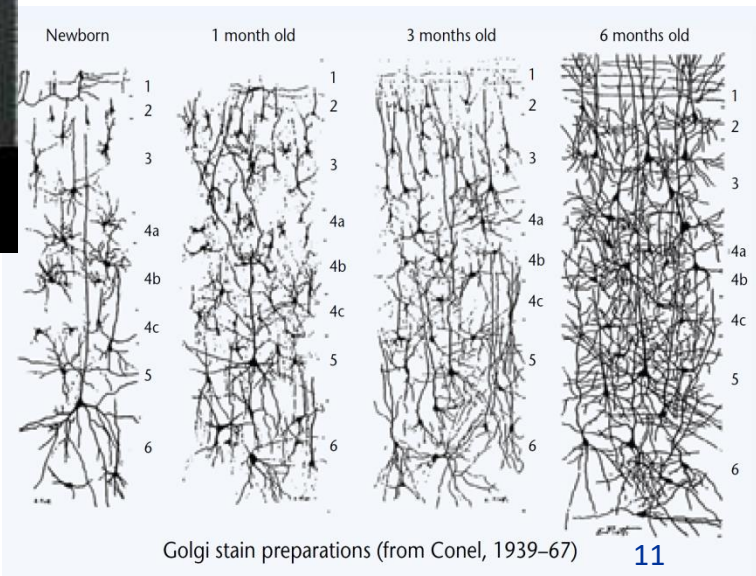 Newborn
1 month old
3 months old
6 months old
1
2
3
4a
4b
4c
5
6
1
2
3
4a
4b
4c
5
6
1
2
3
4a
4b
4c
5
6
1
2
3
4a
4b
4c
5
6
Golgi stain preparations (from Conel, 1939–67)
11